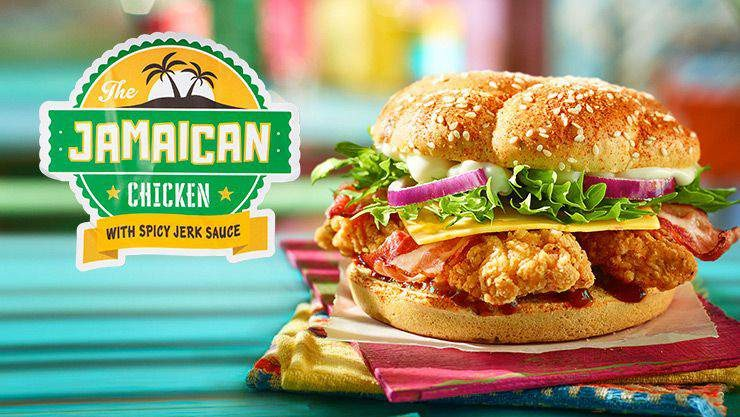 The
JAMAICAN
CHICKEN
WITH SPICY JERK SAUCE